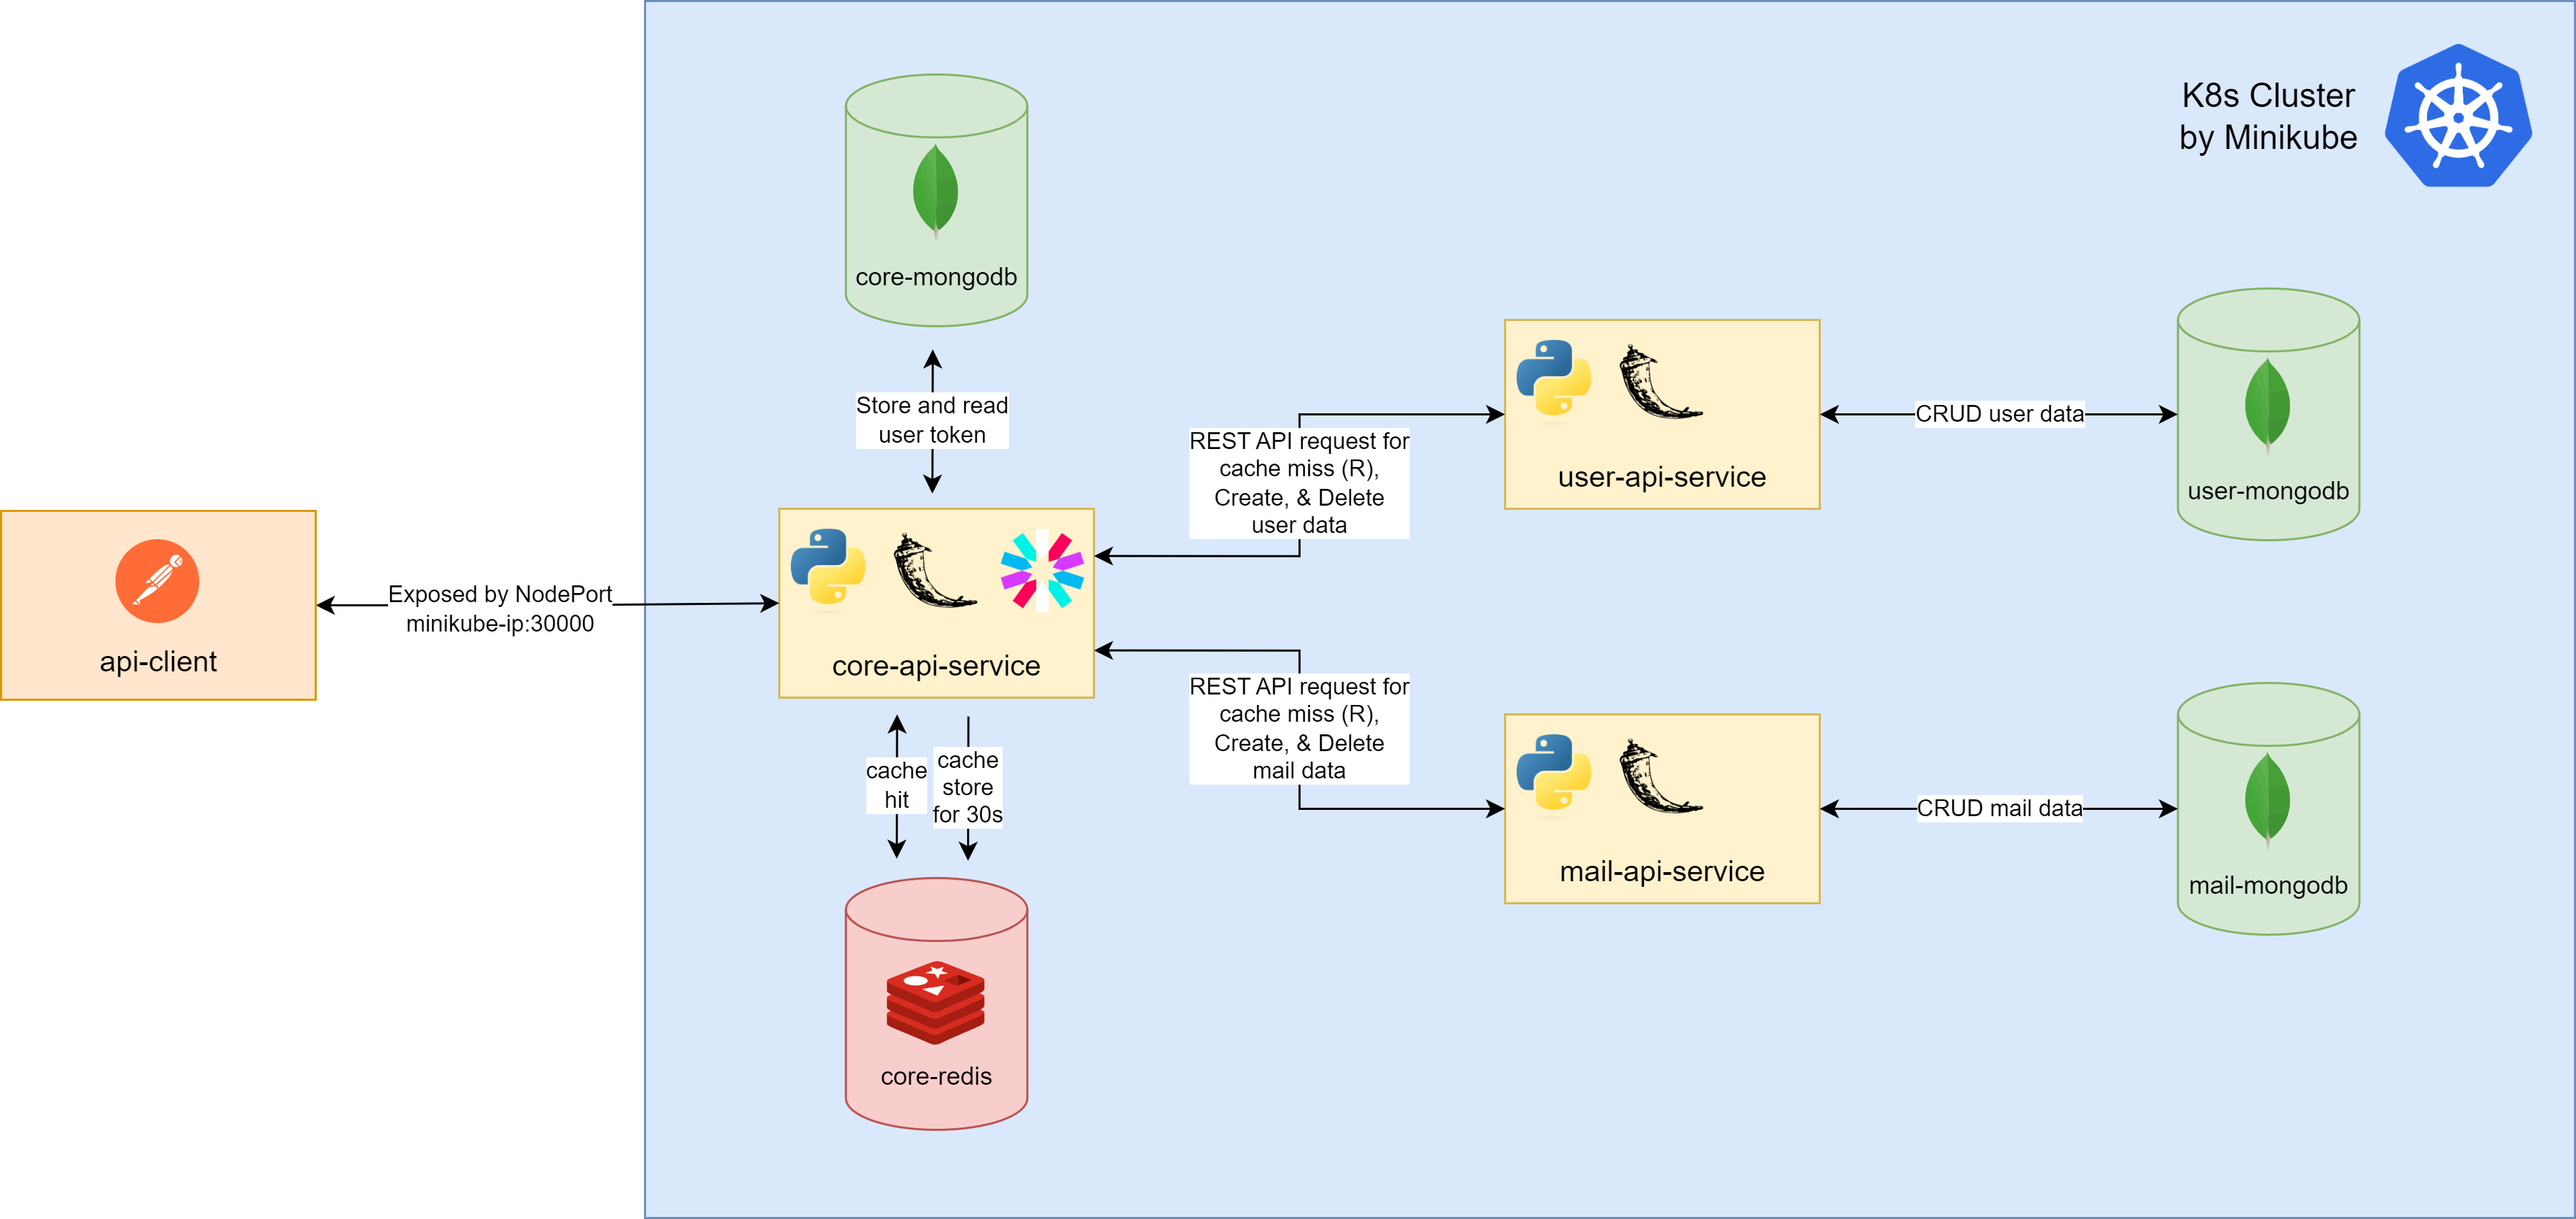 K8s Cluster
by Minikube
core-mongodb
Store and read
user token
REST API request for
cache miss (R),
Create, & Delete
user data
user-api-service
CRUD user data
user-mongodb
api-client
Exposed by NodePort
minikube-ip:30000
core-api-service
REST API request for
cache miss (R),
Create, & Delete
mail data
mail-api-service
CRUD mail data
mail-mongodb
cache
hit
cache
store
for 30s
core-redis